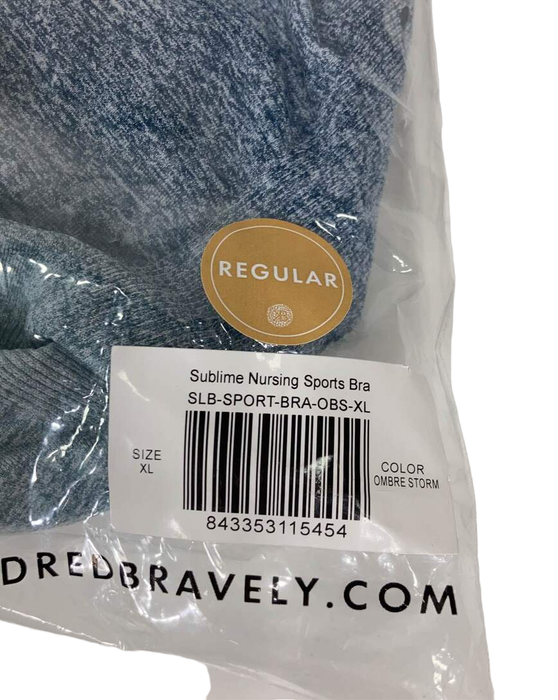 REGULAR
Sublime Nursing Sports Bra
SLB-SPORT-BRA-OBS-XL
SIZE
XL
COLOR
OMBRE STORM
843353115454
DREDBRAVELY.COM